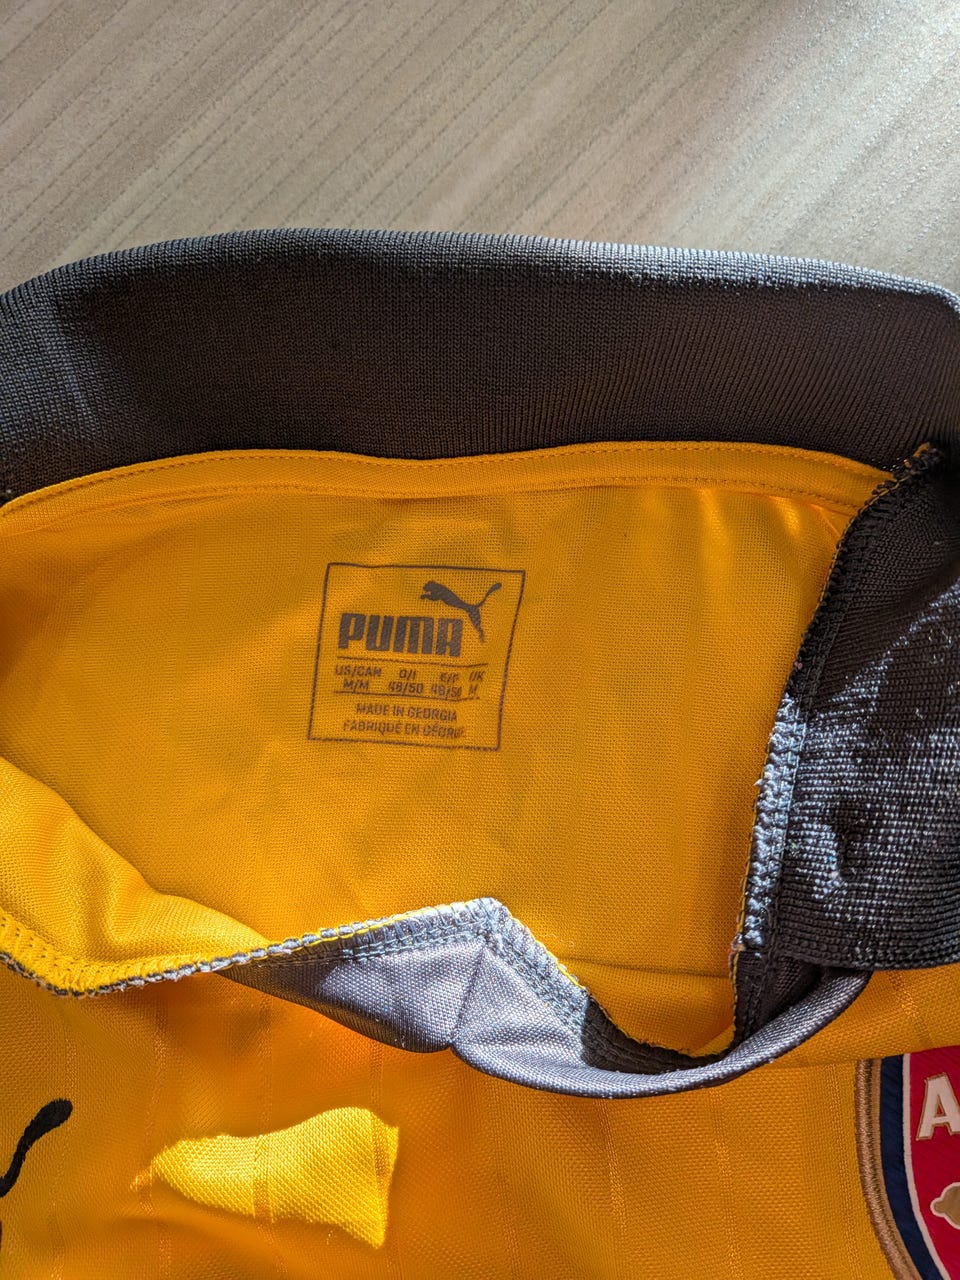 PUMA
US/CAN D/I E/F UK
M/M 48/50 48/50 M
MADE IN GEORGIA
FABRIQUÉ EN GÉORGIE
A